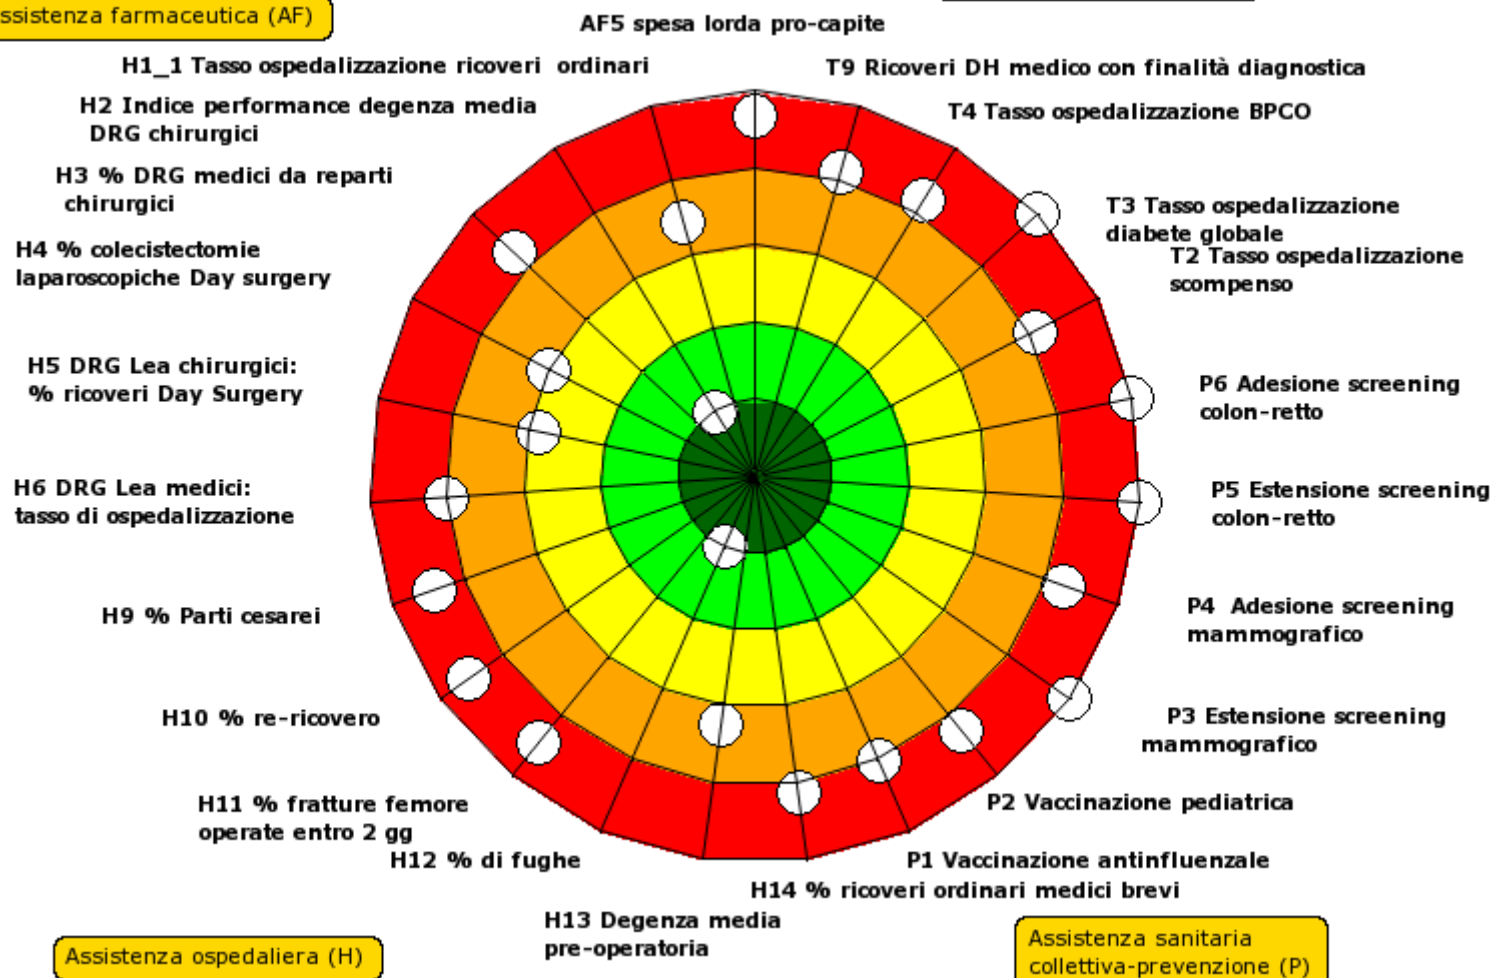 ssistenza farmaceutica (AF)
AF5 spesa lorda pro-capite
H1_1 Tasso ospedalizzazione ricoveri ordinari
T9 Ricoveri DH medico con finalità diagnostica
H2 Indice performance degenza media
DRG chirurgici
T4 Tasso ospedalizzazione BPCO
H3 % DRG medici da reparti
chirurgici
T3 Tasso ospedalizzazione
diabete globale
H4 % colecistectomie
laparoscopiche Day surgery
T2 Tasso ospedalizzazione
scompenso
H5 DRG Lea chirurgici:
% ricoveri Day Surgery
P6 Adesione screening
colon-retto
H6 DRG Lea medici:
tasso di ospedalizzazione
P5 Estensione screening
colon-retto
H9 % Parti cesarei
P4 Adesione screening
mammografico
H10 % re-ricovero
P3 Estensione screening
mammografico
H11 % fratture femore
operate entro 2 gg
P2 Vaccinazione pediatrica
H12 % di fughe
P1 Vaccinazione antinfluenzale
H14 % ricoveri ordinari medici brevi
H13 Degenza media
pre-operatoria
Assistenza ospedaliera (H)
Assistenza sanitaria
collettiva-prevenzione (P)